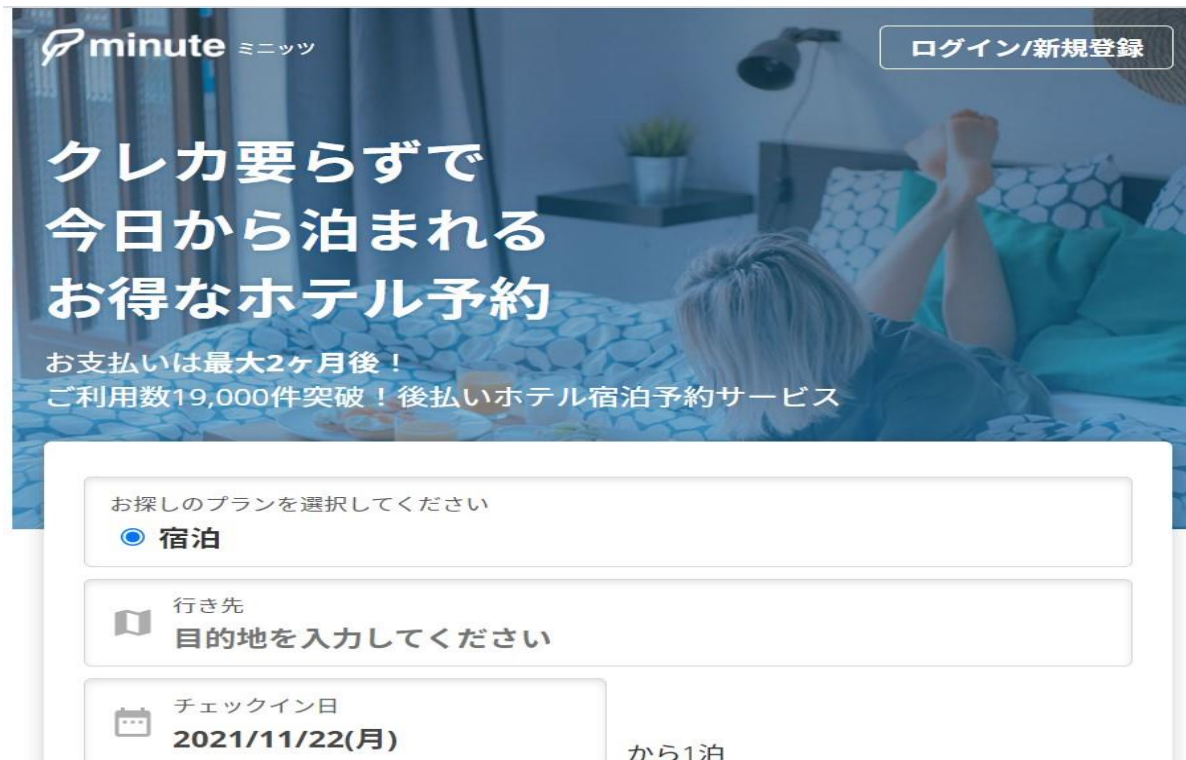 minute ミニッツ
ログイン/新規登録
クレカ要らずで
今日から泊まれる
お得なホテル予約
お支払いは最大2ヶ月後！
ご利用数19,000件突破！後払いホテル宿泊予約サービス
お探しのプランを選択してください
宿泊
行き先
目的地を入力してください
チェックイン日
2021/11/22(月)
から1泊